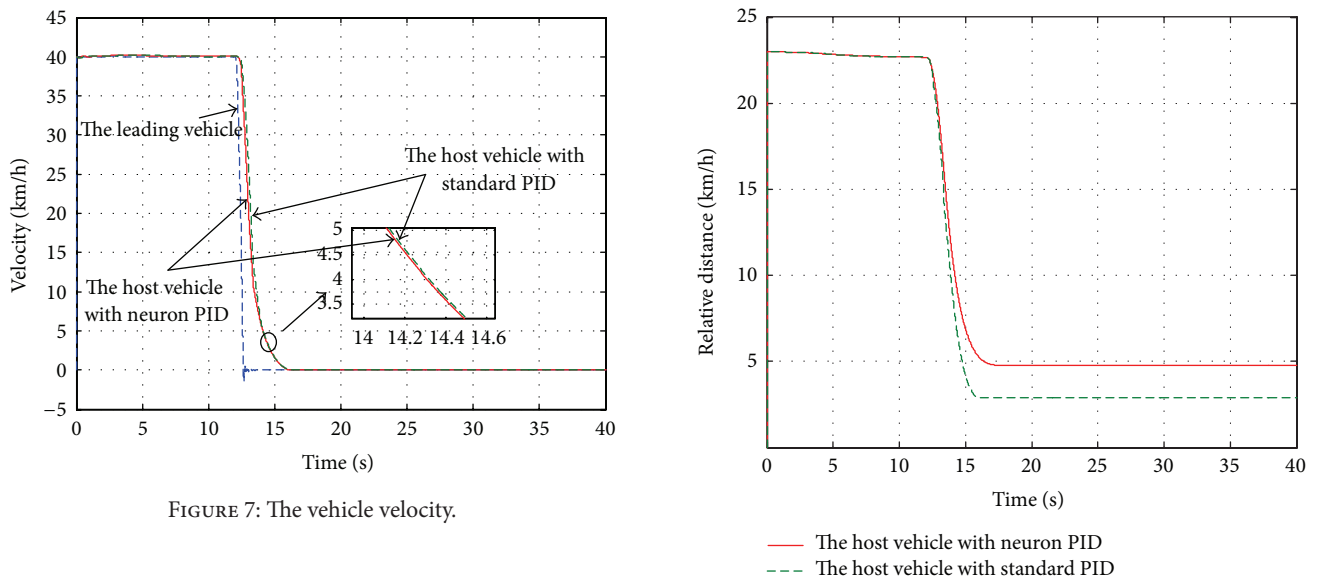 45
40
35
30
25
20
15
10
5
0
−5
Velocity (km/h)
The leading vehicle
The host vehicle with
standard PID
The host vehicle
with neuron PID
5
4.5
4
3.5
14 14.2 14.4 14.6
0 5 10 15 20 25 30 35 40
Time (s)
FIGURE 7: The vehicle velocity.
25
20
15
10
5
Relative distance (km/h)
0 5 10 15 20 25 30 35 40
Time (s)
The host vehicle with neuron PID
The host vehicle with standard PID